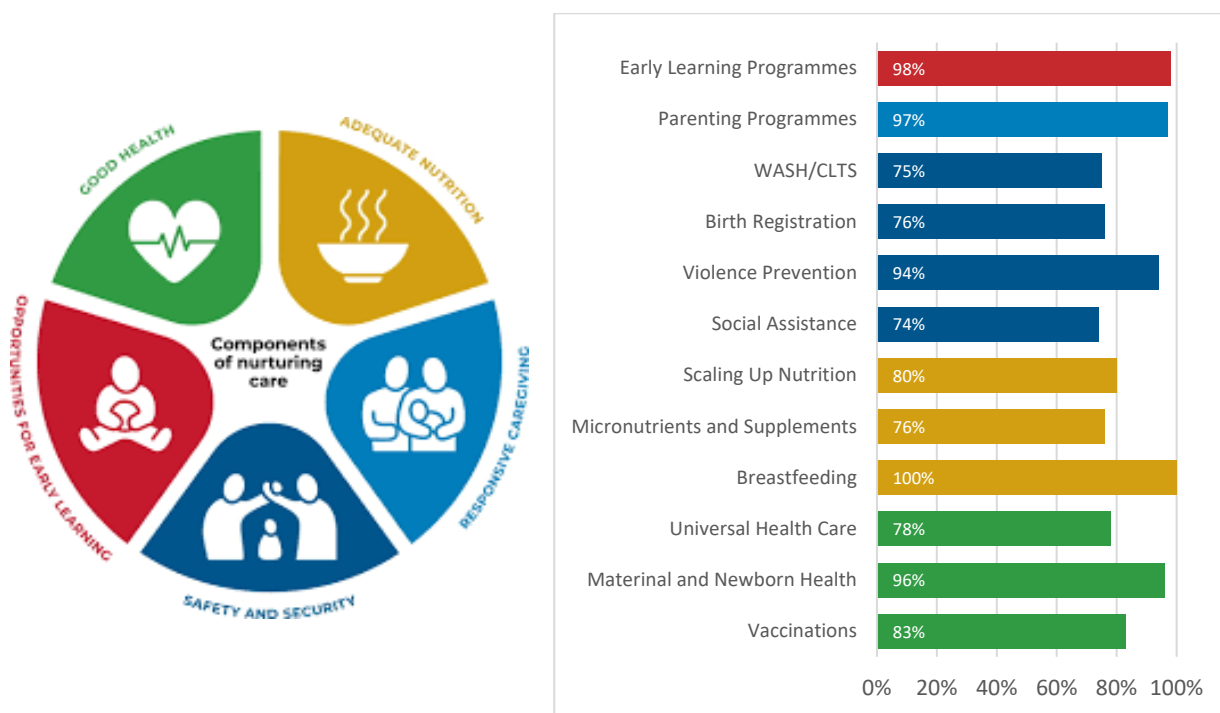 GOOD HEALTH
ADEQUATE NUTRITION
OPPORTUNITIES FOR EARLY LEARNING
RESPONSIVE CAREGIVING
SAFETY AND SECURITY
Components
of nurturing
care
Early Learning Programmes 98%
Parenting Programmes 97%
WASH/CLTS 75%
Birth Registration 76%
Violence Prevention 94%
Social Assistance 74%
Scaling Up Nutrition 80%
Micronutrients and Supplements 76%
Breastfeeding 100%
Universal Health Care 78%
Materinal and Newborn Health 96%
Vaccinations 83%
0% 20% 40% 60% 80% 100%